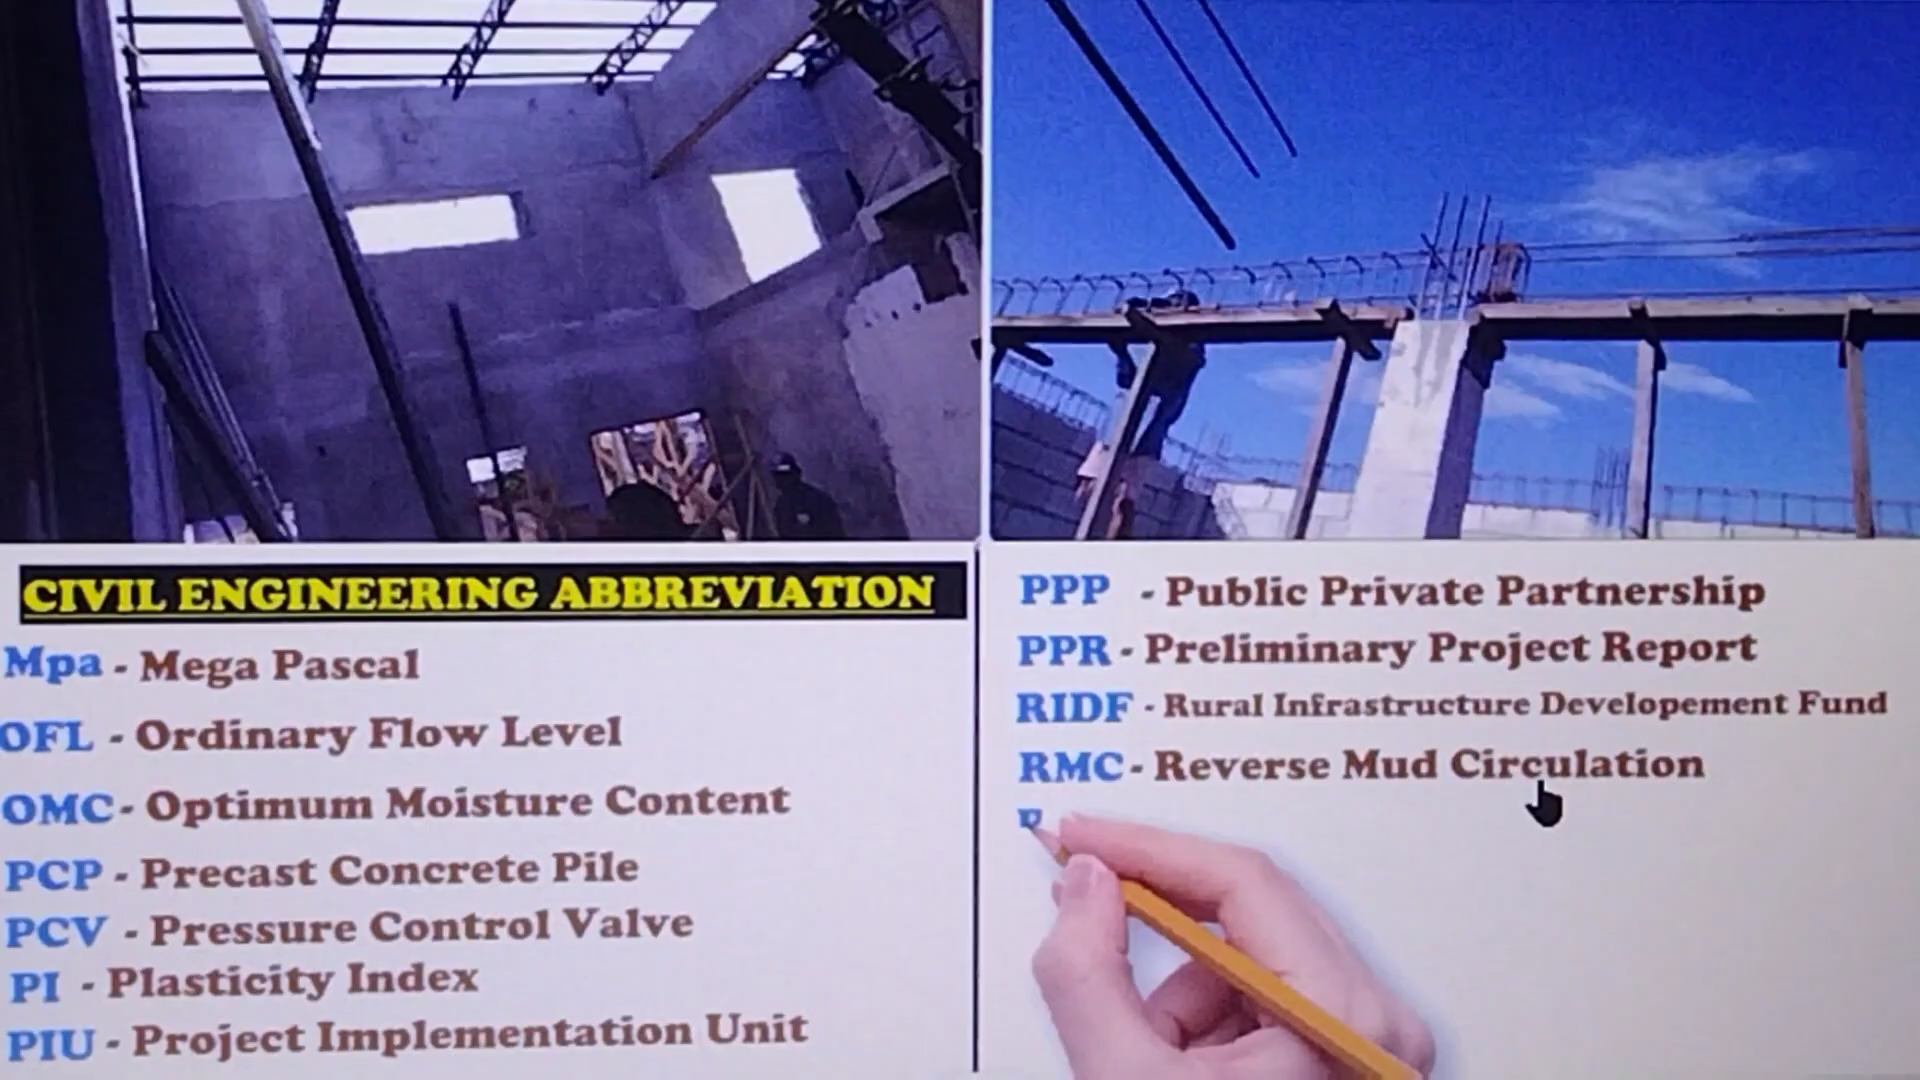 CIVIL ENGINEERING ABBREVIATION
Mpa - Mega Pascal
OFL - Ordinary Flow Level
OMC - Optimum Moisture Content
PCP - Precast Concrete Pile
PCV - Pressure Control Valve
PI - Plasticity Index
PIU - Project Implementation Unit
PPP - Public Private Partnership
PPR - Preliminary Project Report
RIDF - Rural Infrastructure Developement Fund
RMC - Reverse Mud Circulation